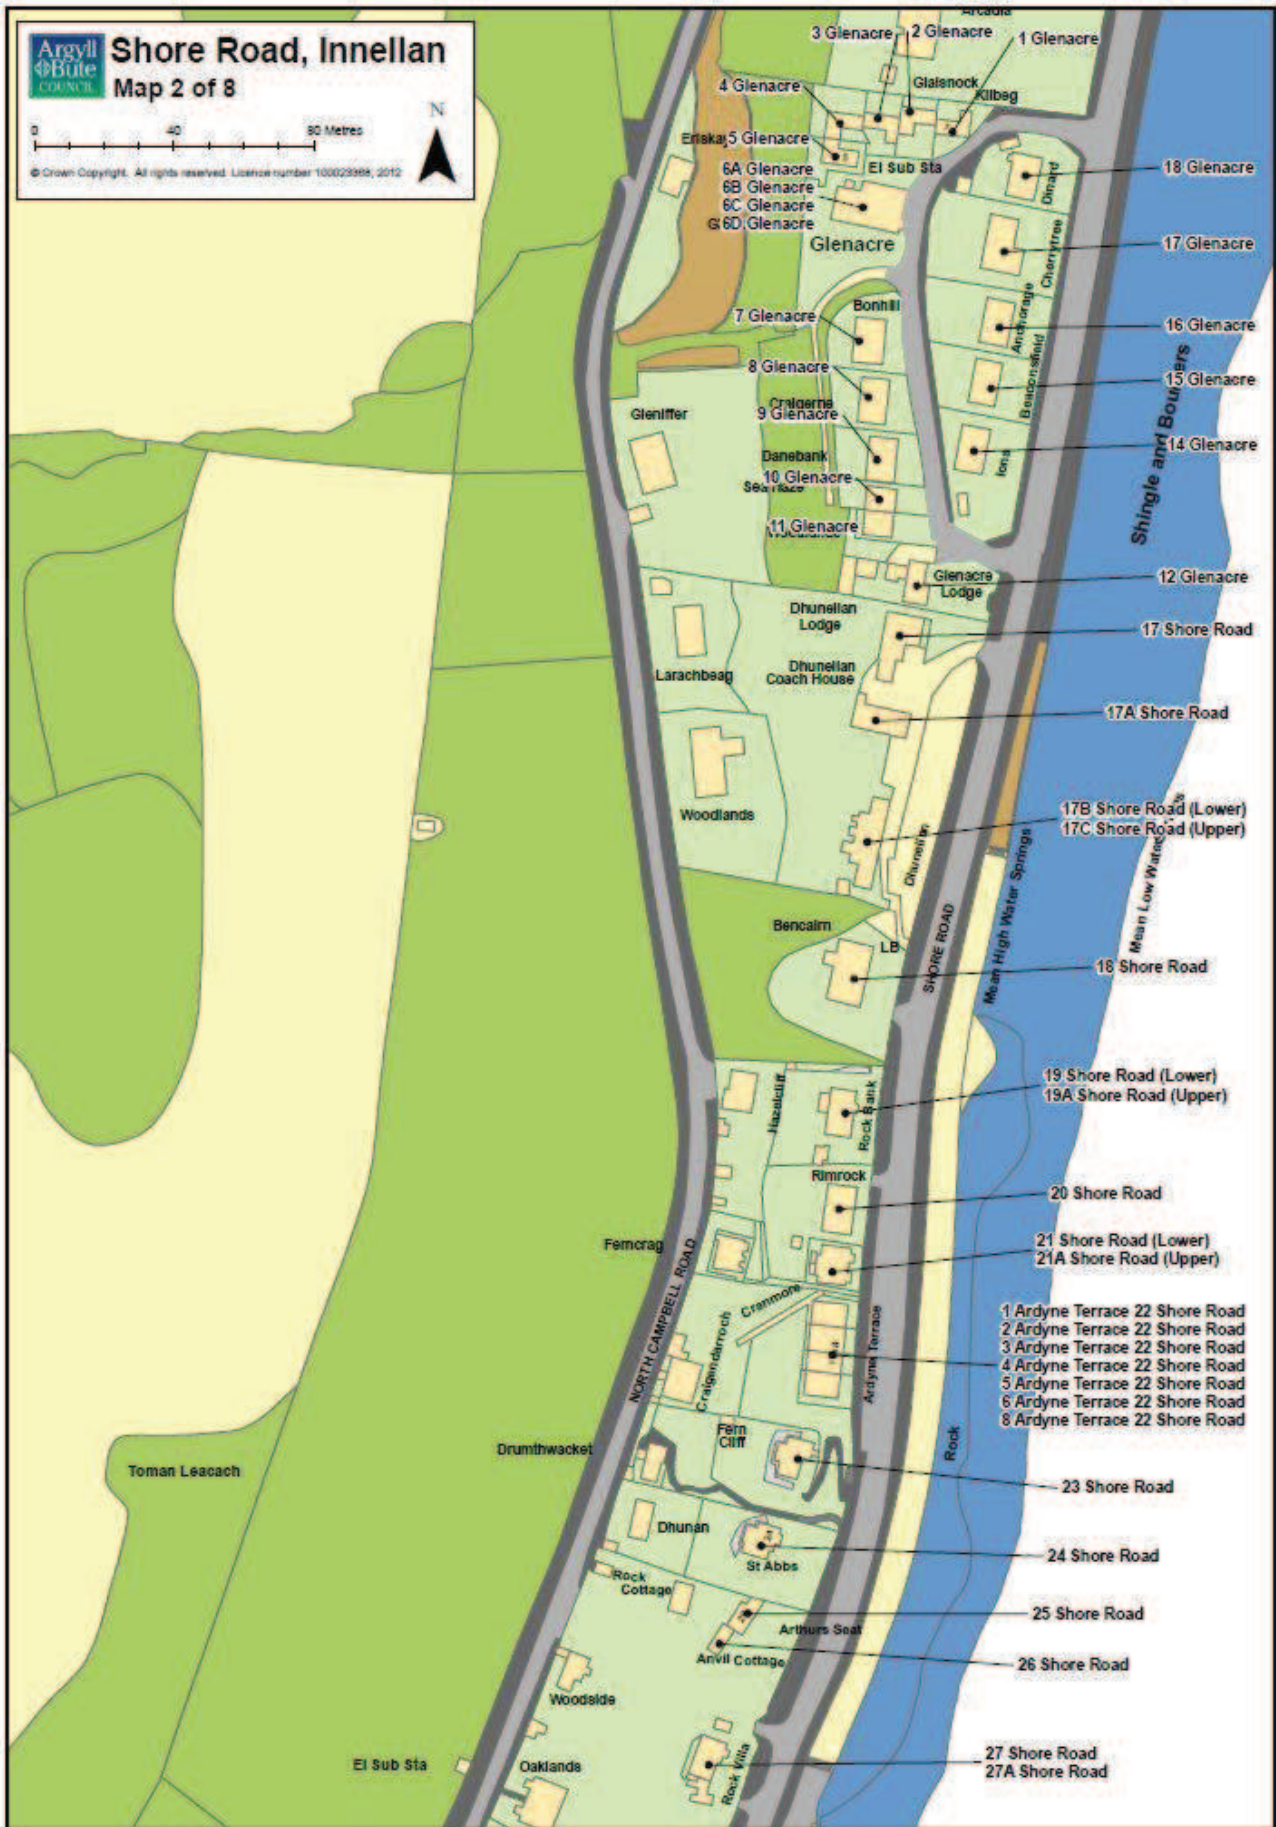 Argyll
&Bute
COUNCIL
Shore Road, Innellan
Map 2 of 8
0 40 80 Metres
N
© Crown Copyright. All rights reserved. Licence number 100023368, 2012
Arcadia
3 Glenacre
2 Glenacre
1 Glenacre
Glaisnock
Kilbeg
4 Glenacre
5 Glenacre
El Sub Sta
6A Glenacre
6B Glenacre
6C Glenacre
6D Glenacre
Glenacre
Dinard
18 Glenacre
Cherrytree
17 Glenacre
Anchorage
16 Glenacre
Beaconsfield
15 Glenacre
Iona
14 Glenacre
Bonhill
7 Glenacre
8 Glenacre
Craigerne
9 Glenacre
Danebank
10 Glenacre
11 Glenacre
Gleniffer
Shingle and Boulders
Glenacre
Lodge
12 Glenacre
Dhunellan
Lodge
17 Shore Road
Larachbeag
Dhunellan
Coach House
17A Shore Road
Woodlands
17B Shore Road (Lower)
17C Shore Road (Upper)
Dhunellan
Mean High Water Springs
Mean Low Water
Bencairn
LB
SHORE ROAD
18 Shore Road
Hazelcliff
Rock Bank
19 Shore Road (Lower)
19A Shore Road (Upper)
Rimrock
20 Shore Road
Ferncrag
NORTH CAMPBELL ROAD
21 Shore Road (Lower)
21A Shore Road (Upper)
Cranmore
Craigandarroch
Ardyne Terrace
1 Ardyne Terrace 22 Shore Road
2 Ardyne Terrace 22 Shore Road
3 Ardyne Terrace 22 Shore Road
4 Ardyne Terrace 22 Shore Road
5 Ardyne Terrace 22 Shore Road
6 Ardyne Terrace 22 Shore Road
8 Ardyne Terrace 22 Shore Road
Fern
Cliff
Rock
Drumthwacket
Toman Leacach
23 Shore Road
Dhunan
24
St Abbs
24 Shore Road
Rock
Cottage
25 Shore Road
Arthurs Seat
Anvil Cottage
26 Shore Road
Woodside
El Sub Sta
Oaklands
Rock Villa
27 Shore Road
27A Shore Road